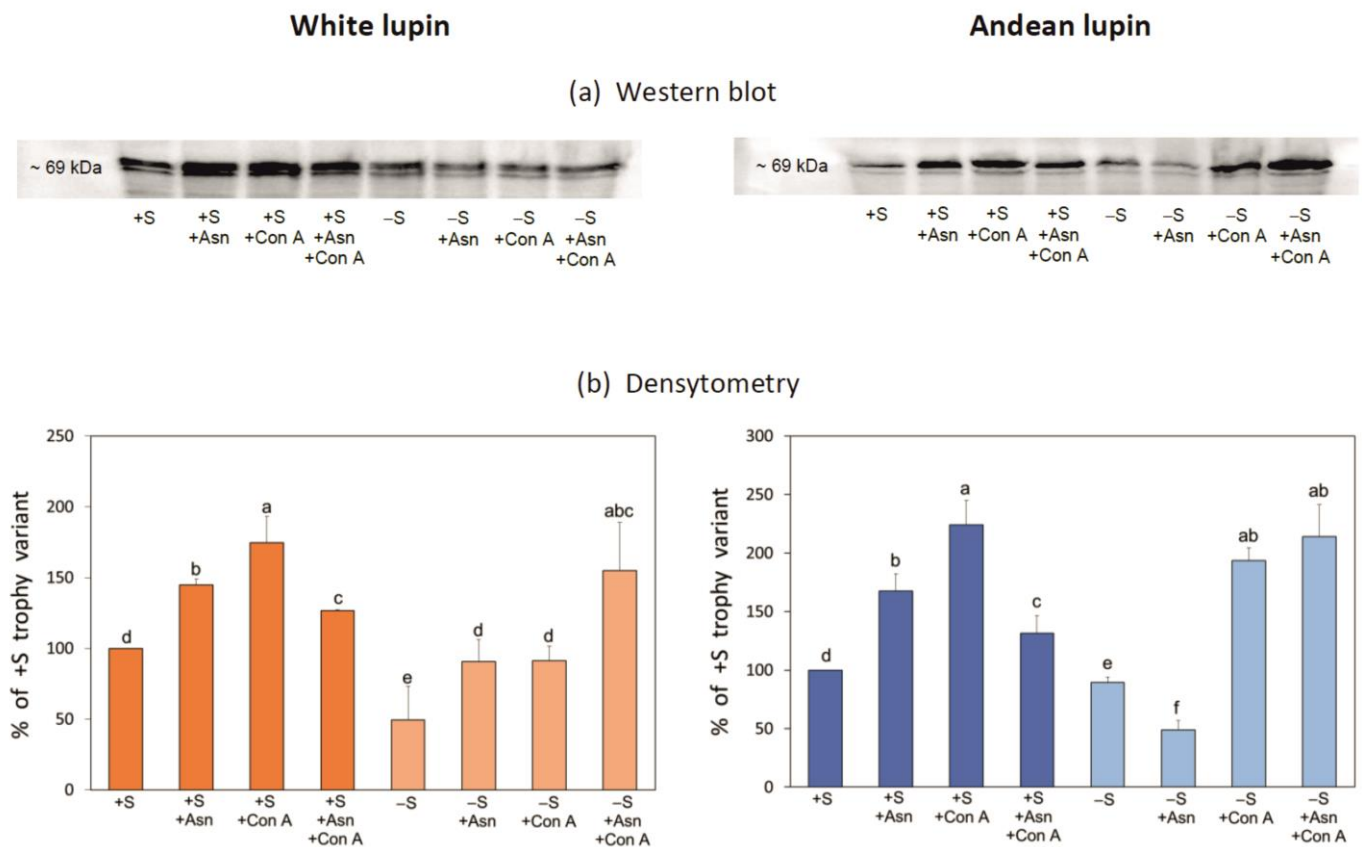 White lupin
Andean lupin
(a) Western blot
~ 69 kDa
+S +S +S +S –S –S –S –S
+Asn +Con A +Asn +Asn +Con A +Asn
+Con A +Con A
~ 69 kDa
+S +S +S +S –S –S –S –S
+Asn +Con A +Asn +Asn +Con A +Asn
+Con A +Con A
(b) Densytometry
% of +S trophy variant
250
200
150
100
50
0
d b a c e d d abc
+S +S +S +S –S –S –S –S
+Asn +Con A +Asn +Asn +Con A +Asn
+Con A +Con A
% of +S trophy variant
300
250
200
150
100
50
0
d b a c e f ab ab
+S +S +S +S –S –S –S –S
+Asn +Con A +Asn +Asn +Con A +Asn
+Con A +Con A